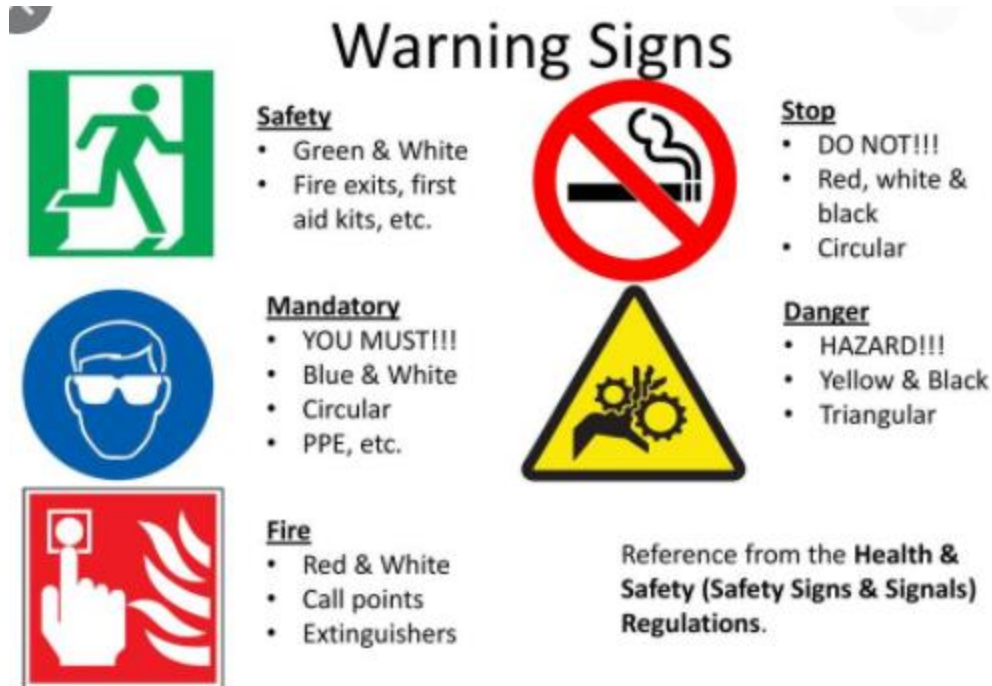 Warning Signs
Safety
• Green & White
• Fire exits, first
aid kits, etc.
Stop
• DO NOT!!!
• Red, white &
black
• Circular
Mandatory
• YOU MUST!!!
• Blue & White
• Circular
• PPE, etc.
Danger
• HAZARD!!!
• Yellow & Black
• Triangular
Fire
• Red & White
• Call points
• Extinguishers
Reference from the Health &
Safety (Safety Signs & Signals)
Regulations.